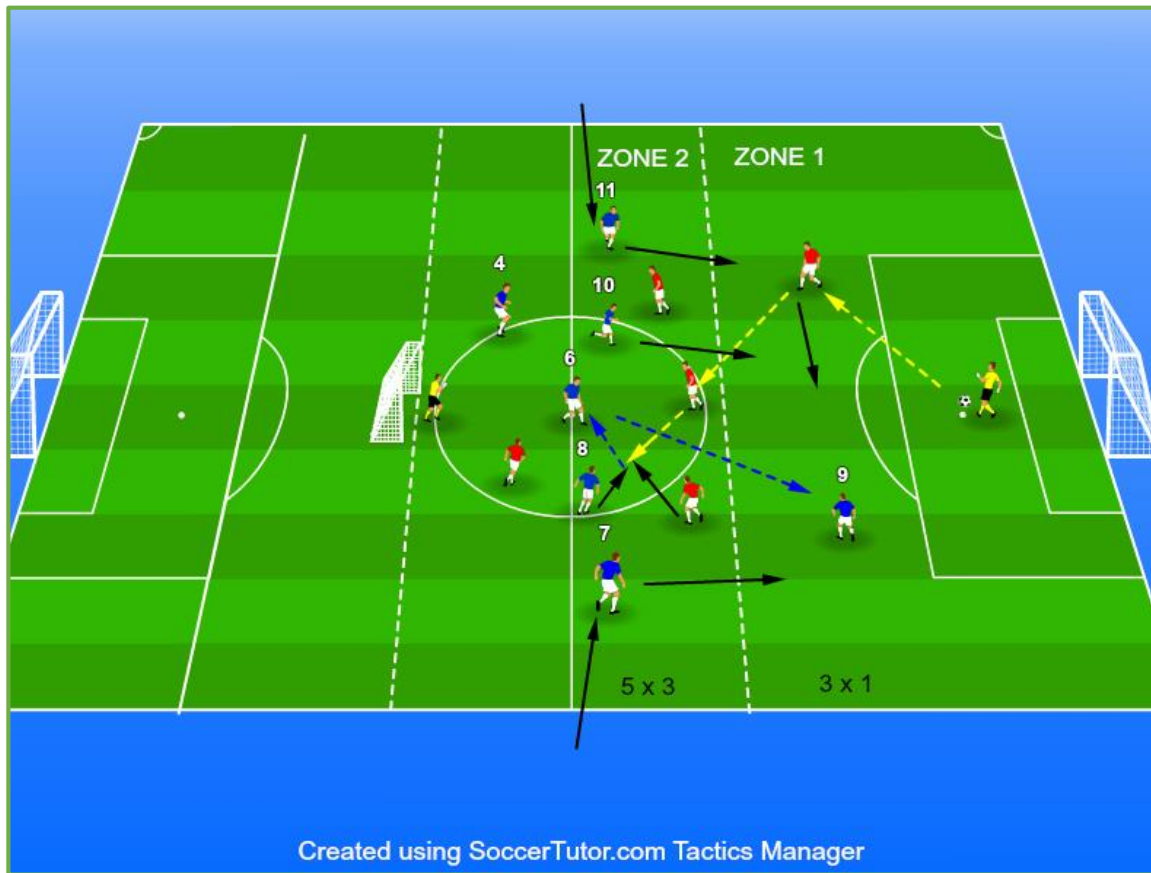 ZONE 2
ZONE 1
11
4
10
6
9
8
7
5 x 3
3 x 1
Created using SoccerTutor.com Tactics Manager